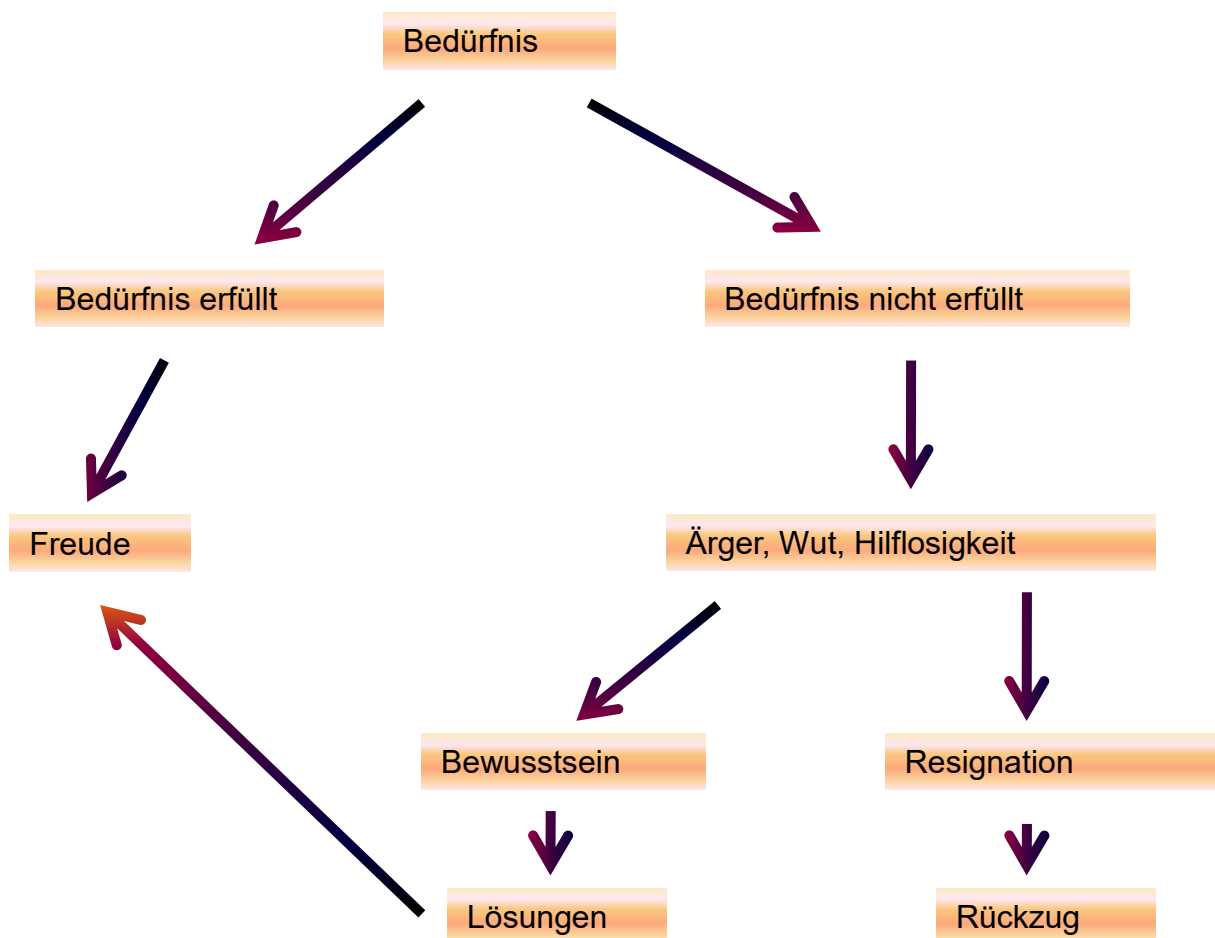 Bedürfnis
Bedürfnis erfüllt
Bedürfnis nicht erfüllt
Freude
Ärger, Wut, Hilflosigkeit
Bewusstsein
Resignation
Lösungen
Rückzug